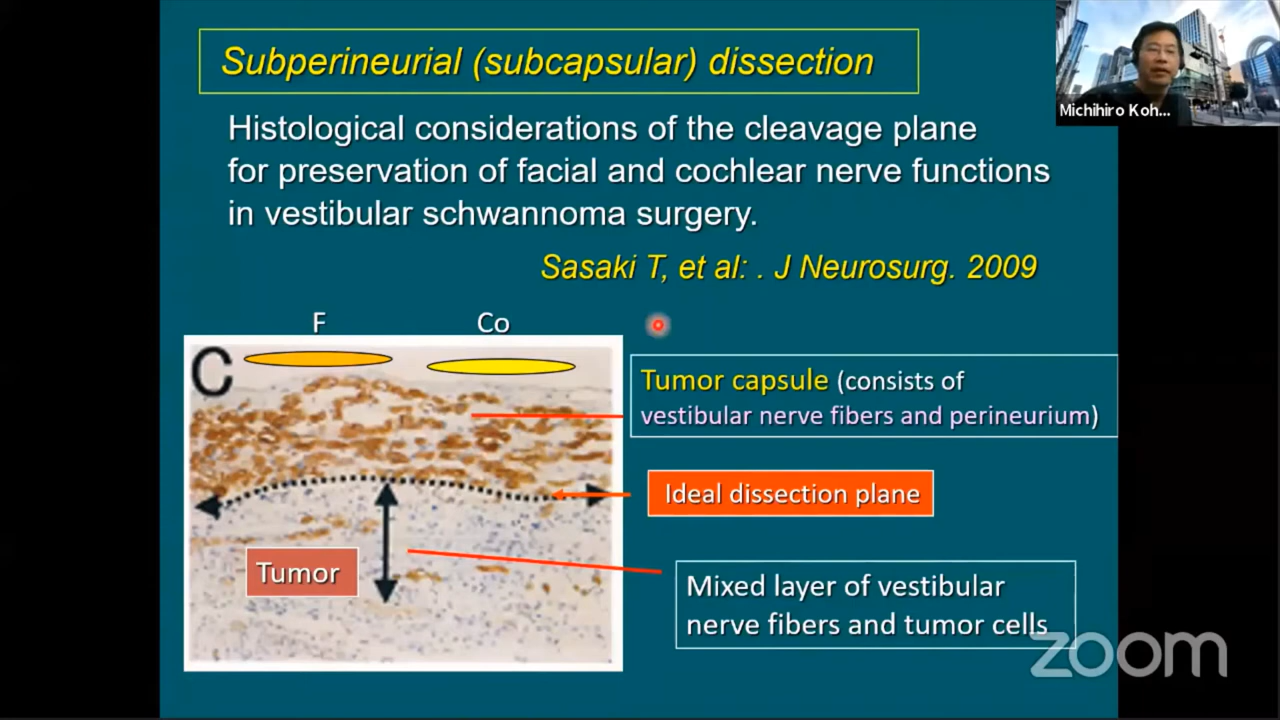 Subperineurial (subcapsular) dissection
Michihiro Koh...
Histological considerations of the cleavage plane
for preservation of facial and cochlear nerve functions
in vestibular schwannoma surgery.
Sasaki T, et al: . J Neurosurg. 2009
F
Co
C
Tumor capsule (consists of
vestibular nerve fibers and perineurium)
Ideal dissection plane
Tumor
Mixed layer of vestibular
nerve fibers and tumor cells
zoom